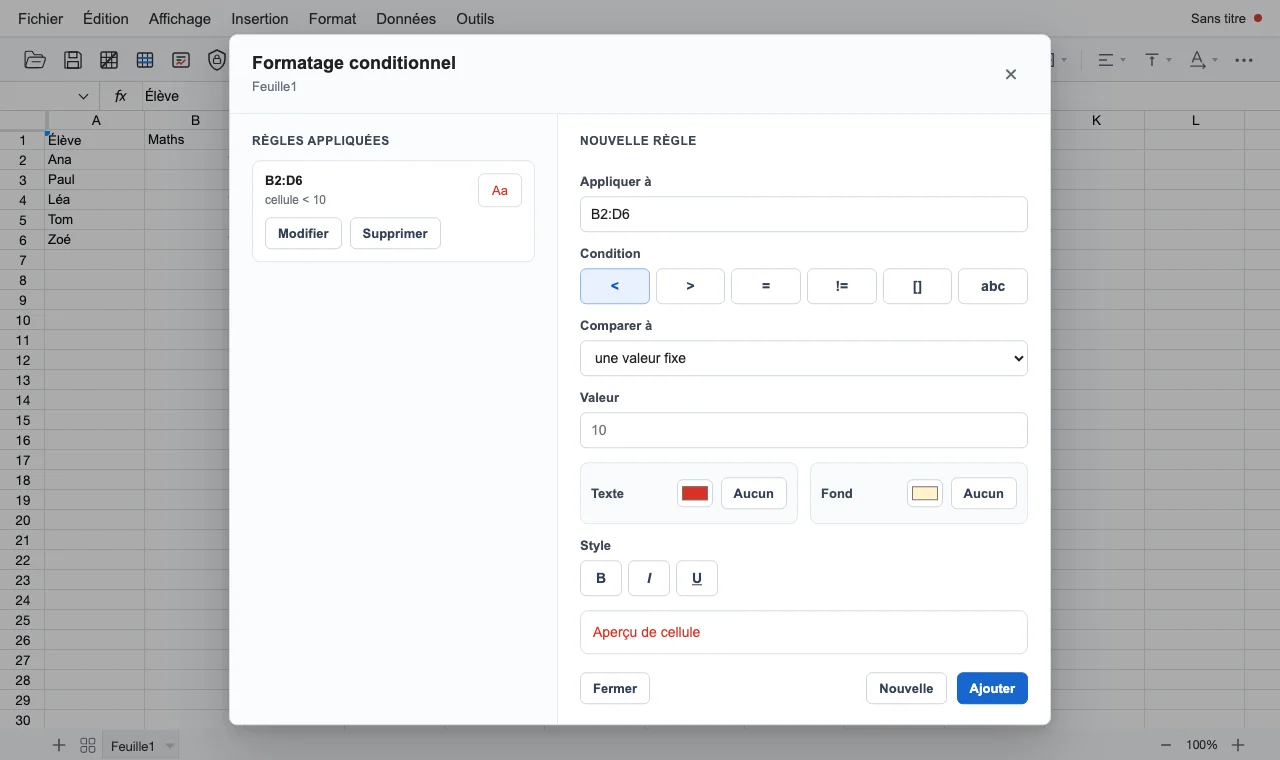 Fichier Édition Affichage Insertion Format Données Outils Sans titre
fx Élève
A B K L
1 Élève Maths
2 Ana
3 Paul
4 Léa
5 Tom
6 Zoé
7
8
9
10
11
12
13
14
15
16
17
18
19
20
21
22
23
24
25
26
27
28
29
30
Feuille1 100%
Formatage conditionnel
Feuille1
RÈGLES APPLIQUÉES
B2:D6
cellule < 10
Aa
Modifier Supprimer
NOUVELLE RÈGLE
Appliquer à
B2:D6
Condition
< > = != [] abc
Comparer à
une valeur fixe
Valeur
10
Texte Aucun Fond Aucun
Style
B I U
Aperçu de cellule
Fermer Nouvelle Ajouter